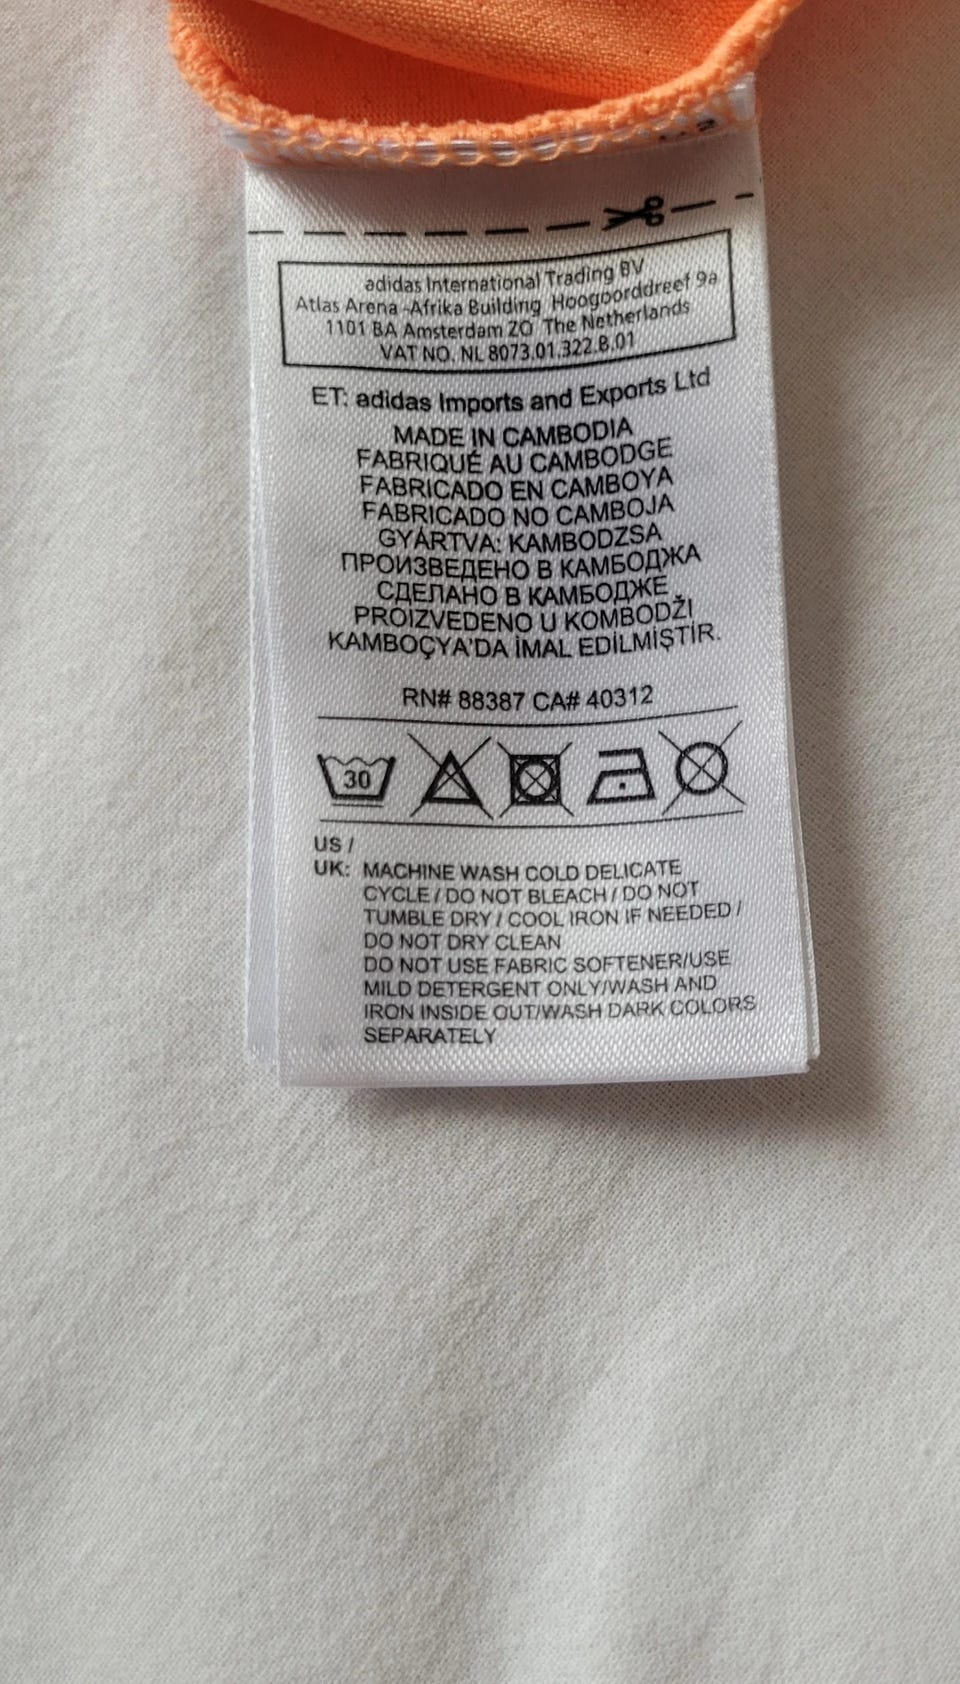 adidas International Trading BV
Atlas Arena -Afrika Building Hoogoorddreef 9a
1101 BA Amsterdam ZO The Netherlands
VAT NO. NL 8073.01.322.B.01
ET: adidas Imports and Exports Ltd
MADE IN CAMBODIA
FABRIQUÉ AU CAMBODGE
FABRICADO EN CAMBOYA
FABRICADO NO CAMBOJA
GYÁRTVA: KAMBODZSA
ПРОИЗВЕДЕНО В КАМБОДЖА
СДЕЛАНО В КАМБОДЖЕ
PROIZVEDENO U KOMBODŽI
KAMBOÇYA'DA İMAL EDİLMİŞTİR.
RN# 88387 CA# 40312
30
US /
UK: MACHINE WASH COLD DELICATE
CYCLE / DO NOT BLEACH / DO NOT
TUMBLE DRY / COOL IRON IF NEEDED /
DO NOT DRY CLEAN
DO NOT USE FABRIC SOFTENER/USE
MILD DETERGENT ONLY/WASH AND
IRON INSIDE OUT/WASH DARK COLORS
SEPARATELY